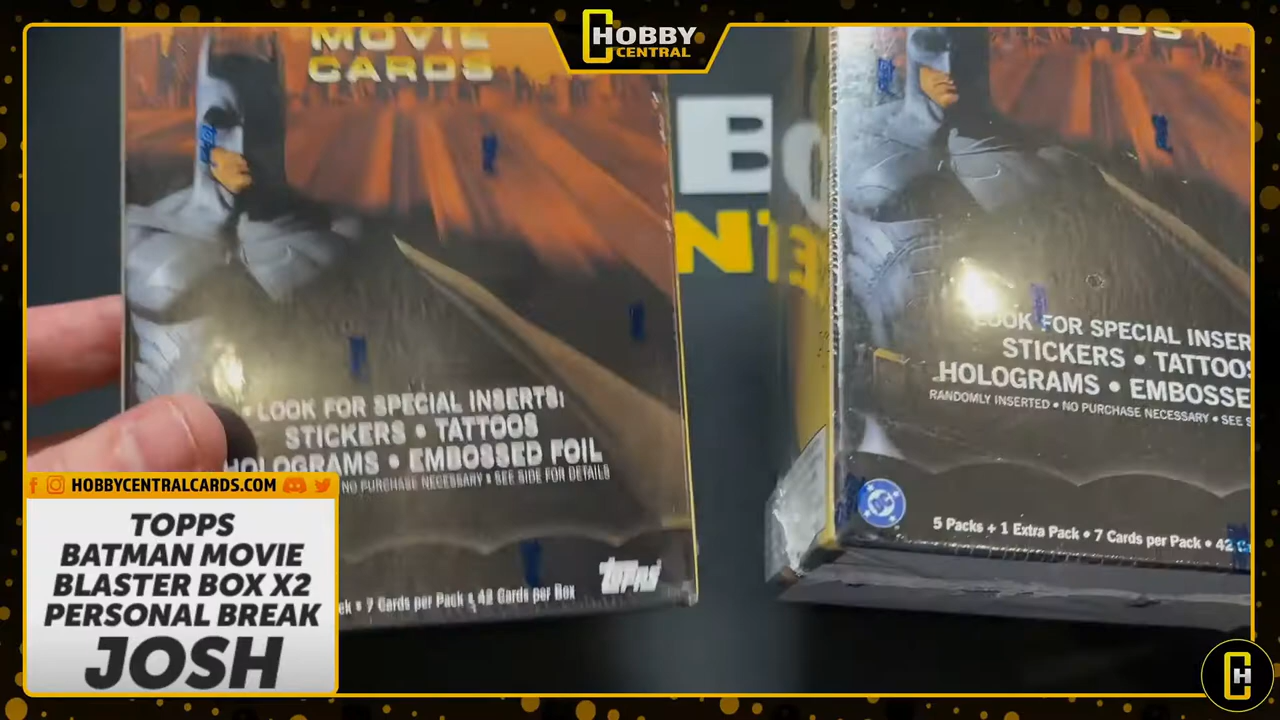 HOBBY
CENTRAL
MOVIE
CARDS
LOOK FOR SPECIAL INSERTS:
STICKERS • TATTOOS
HOLOGRAMS • EMBOSSED FOIL
NO PURCHASE NECESSARY • SEE SIDE FOR DETAILS
7 Cards per Pack • 42 Cards per Box
TOPPS
LOOK FOR SPECIAL INSER
STICKERS • TATTOOS
HOLOGRAMS • EMBOSSE
RANDOMLY INSERTED • NO PURCHASE NECESSARY • SEE S
DC
5 Packs + 1 Extra Pack • 7 Cards per Pack • 42 C
HOBBYCENTRALCARDS.COM
TOPPS
BATMAN MOVIE
BLASTER BOX X2
PERSONAL BREAK
JOSH
CH